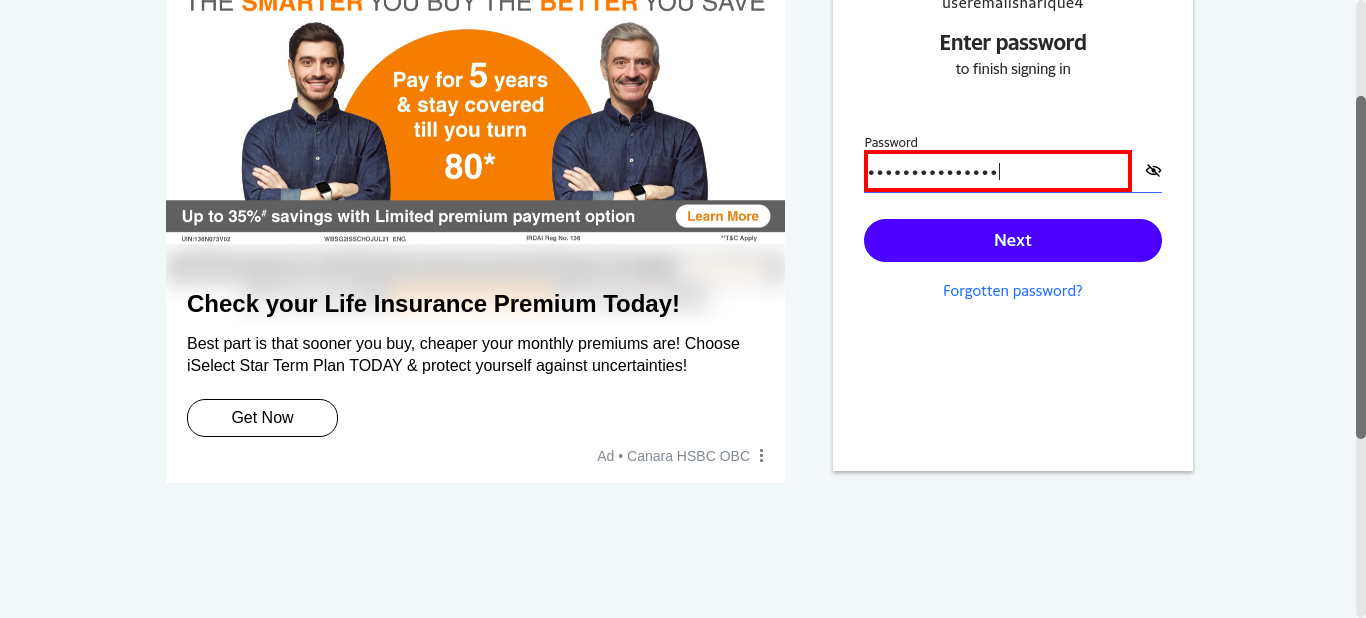 THE SMARTER YOU BUY THE BETTER YOU SAVE
Pay for 5 years
& stay covered
till you turn
80*
Up to 35%# savings with Limited premium payment option
Learn More
UIN:136N073V02 WBSG2ISSCHOJUL21 ENG IRDAI Reg No. 136 *T&C Apply
Check your Life Insurance Premium Today!
Best part is that sooner you buy, cheaper your monthly premiums are! Choose
iSelect Star Term Plan TODAY & protect yourself against uncertainties!
Get Now
Ad • Canara HSBC OBC
useremailsharique4
Enter password
to finish signing in
Password
•••••••••••••••
Next
Forgotten password?